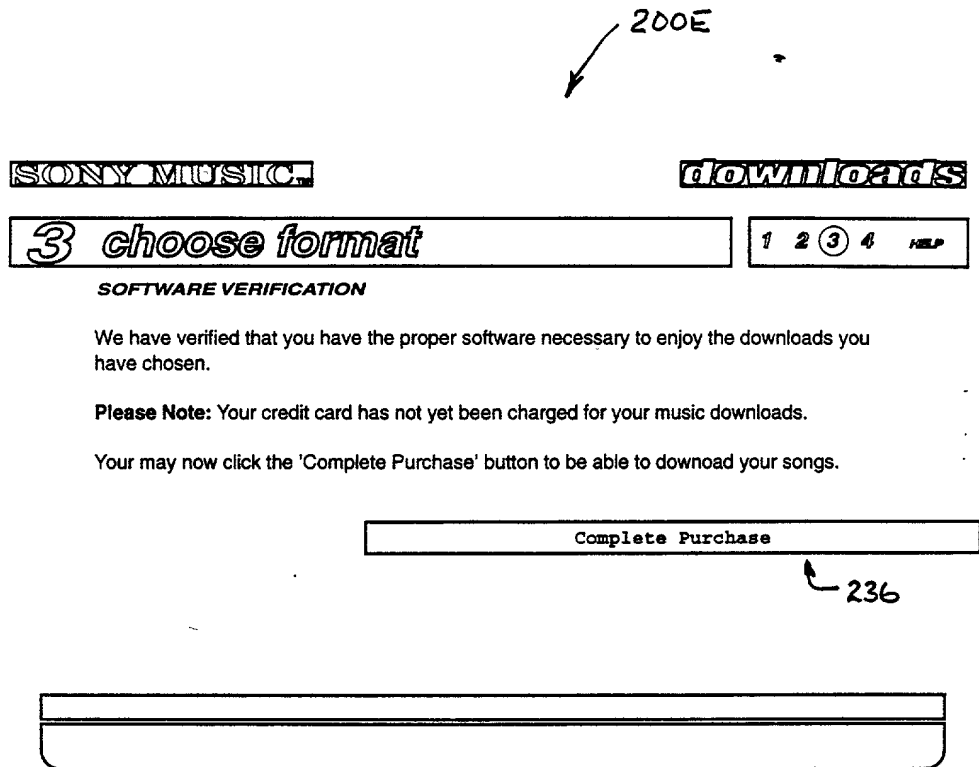 200E
SONY MUSIC™
downloads
3 choose format
1 2 3 4 HELP
SOFTWARE VERIFICATION
We have verified that you have the proper software necessary to enjoy the downloads you
have chosen.
Please Note: Your credit card has not yet been charged for your music downloads.
Your may now click the 'Complete Purchase' button to be able to downoad your songs.
Complete Purchase
236